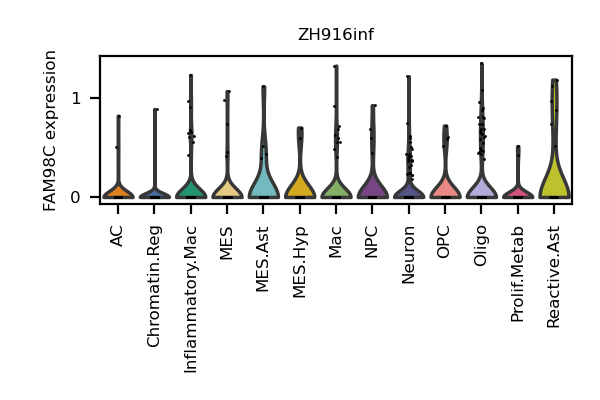 ZH916inf
FAM98C expression
1
0
AC
Chromatin.Reg
Inflammatory.Mac
MES
MES.Ast
MES.Hyp
Mac
NPC
Neuron
OPC
Oligo
Prolif.Metab
Reactive.Ast